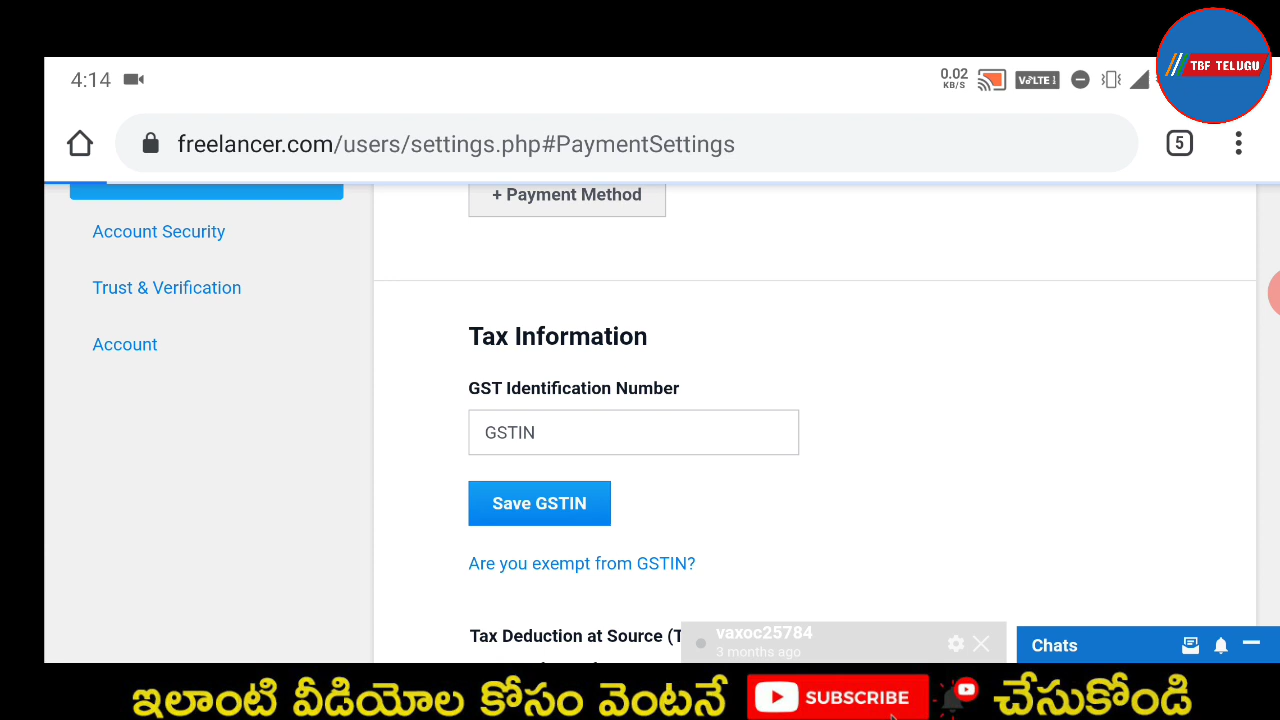 4:14
0.02
KB/S
VoLTE 1
TBF TELUGU
freelancer.com/users/settings.php#PaymentSettings
5
+ Payment Method
Account Security
Trust & Verification
Account
Tax Information
GST Identification Number
GSTIN
Save GSTIN
Are you exempt from GSTIN?
Tax Deduction at Source (T
vaxoc25784
3 months ago
Chats
ఇలాంటి వీడియోల కోసం వెంటనే SUBSCRIBE చేసుకోండి